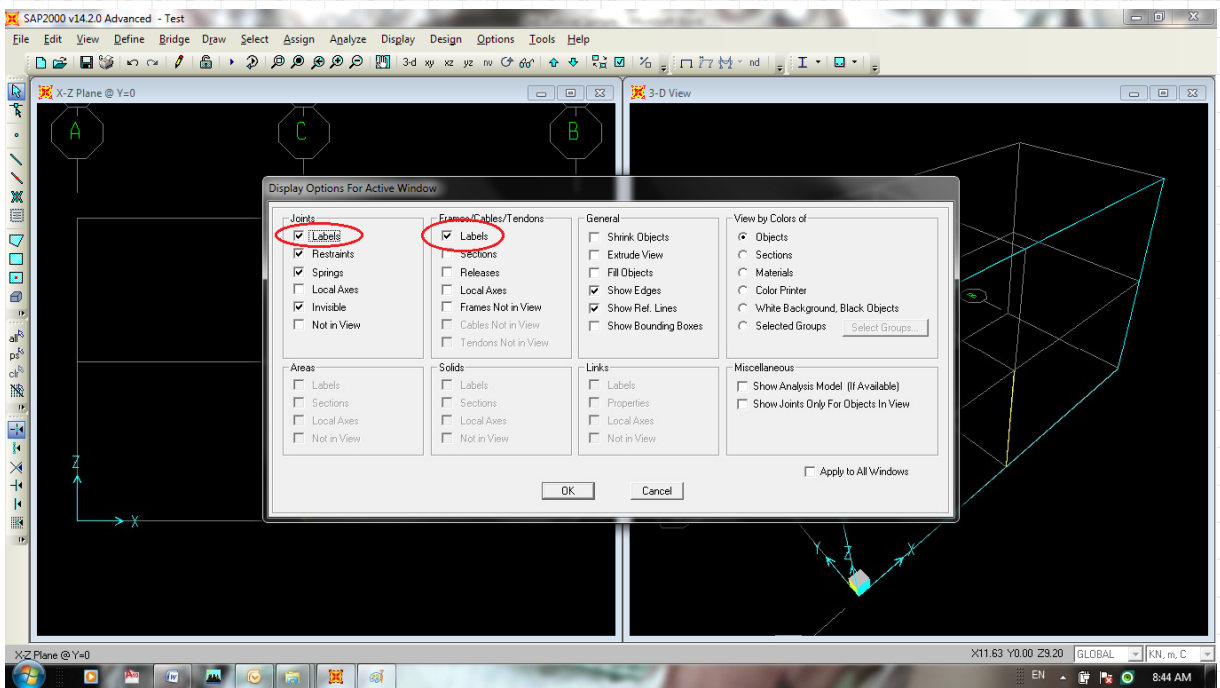 SAP2000 v14.2.0 Advanced - Test
File Edit View Define Bridge Draw Select Assign Analyze Display Design Options Tools Help
3-d xy xz yz nv
nd
X-Z Plane @ Y=0
3-D View
A
C
B
Display Options For Active Window
Joints
Labels
Restraints
Springs
Local Axes
Invisible
Not in View
Frames/Cables/Tendons
Labels
Sections
Releases
Local Axes
Frames Not in View
Cables Not in View
Tendons Not in View
General
Shrink Objects
Extrude View
Fill Objects
Show Edges
Show Ref. Lines
Show Bounding Boxes
View by Colors of
Objects
Sections
Materials
Color Printer
White Background, Black Objects
Selected Groups
Select Groups...
Areas
Labels
Sections
Local Axes
Not in View
Solids
Labels
Sections
Local Axes
Not in View
Links
Labels
Properties
Local Axes
Not in View
Miscellaneous
Show Analysis Model (If Available)
Show Joints Only For Objects In View
Apply to All Windows
OK
Cancel
all
ps
clr
Z
X
Y
Z
X
X-Z Plane @ Y=0
X11.63 Y0.00 Z9.20
GLOBAL
KN, m, C
EN
8:44 AM